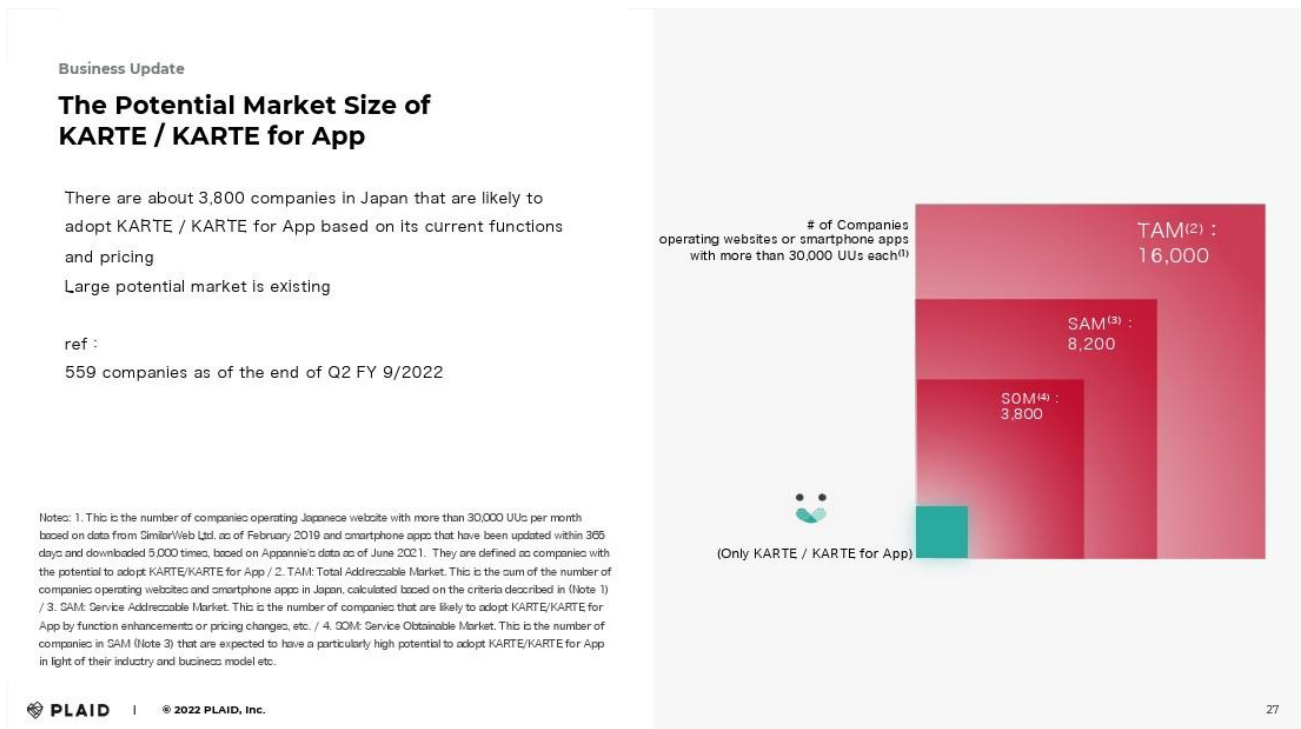 Business Update
The Potential Market Size of
KARTE / KARTE for App
There are about 3,800 companies in Japan that are likely to
adopt KARTE / KARTE for App based on its current functions
and pricing
Large potential market is existing
ref :
559 companies as of the end of Q2 FY 9/2022
Notes: 1. This is the number of companies operating Japanese website with more than 30,000 UUs per month
based on data from SimilarWeb Ltd. as of February 2019 and smartphone apps that have been updated within 365
days and downloaded 5,000 times, based on Appannie's data as of June 2021. They are defined as companies with
the potential to adopt KARTE/KARTE for App / 2. TAM: Total Addressable Market. This is the sum of the number of
companies operating websites and smartphone apps in Japan, calculated based on the criteria described in (Note 1)
/ 3. SAM: Service Addressable Market. This is the number of companies that are likely to adopt KARTE/KARTE for
App by function enhancements or pricing changes, etc. / 4. SOM: Service Obtainable Market. This is the number of
companies in SAM (Note 3) that are expected to have a particularly high potential to adopt KARTE/KARTE for App
in light of their industry and business model etc.
# of Companies
operating websites or smartphone apps
with more than 30,000 UUs each(1)
TAM(2) :
16,000
SAM(3) :
8,200
SOM(4) :
3,800
(Only KARTE / KARTE for App)
PLAID | © 2022 PLAID, Inc.
27